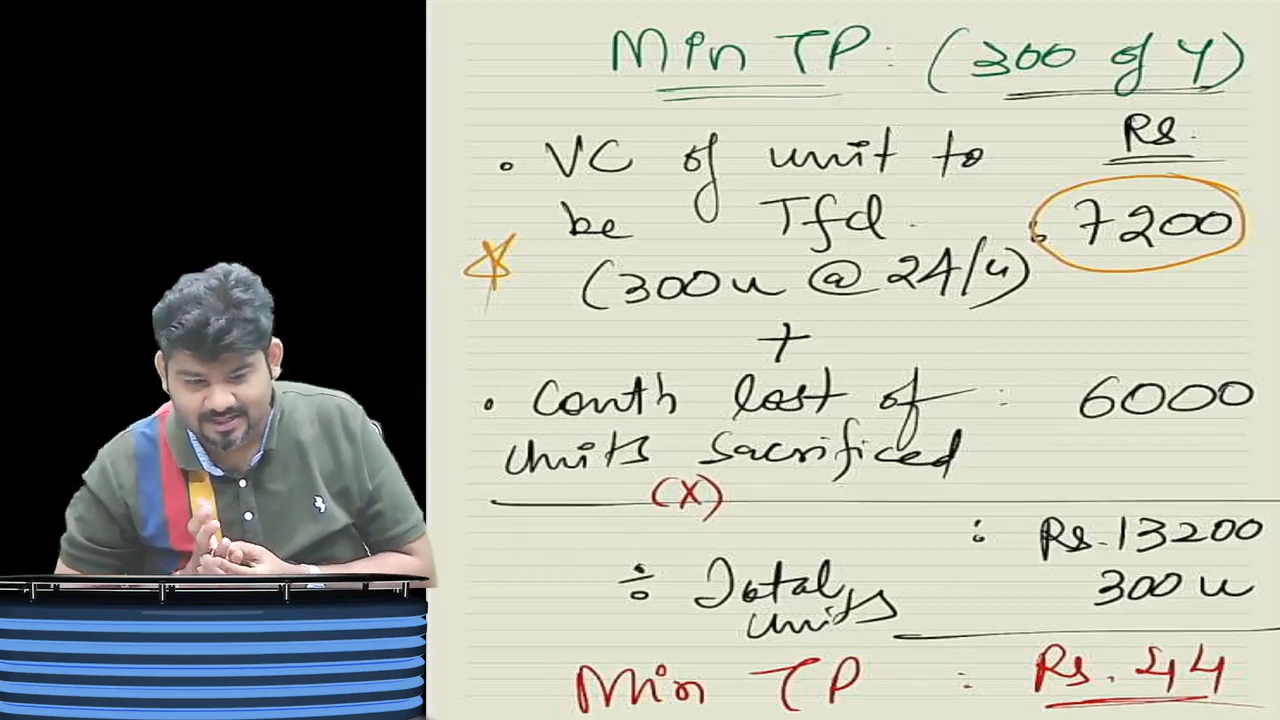 Min TP: (300 of Y)
Rs.
• VC of unit to
be Tfd. 7200
(300u @ 24/u)
+
• Conth lost of : 6000
units sacrificed
(X)
: Rs. 13200
÷ Total units 300 u
Min TP : Rs. 44